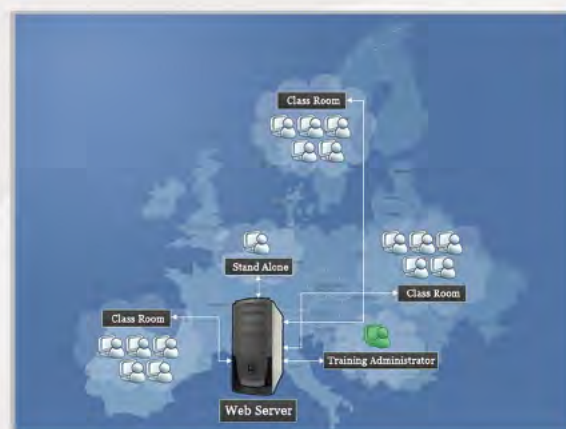 Class Room
Stand Alone
Class Room
Class Room
Training Administrator
Web Server